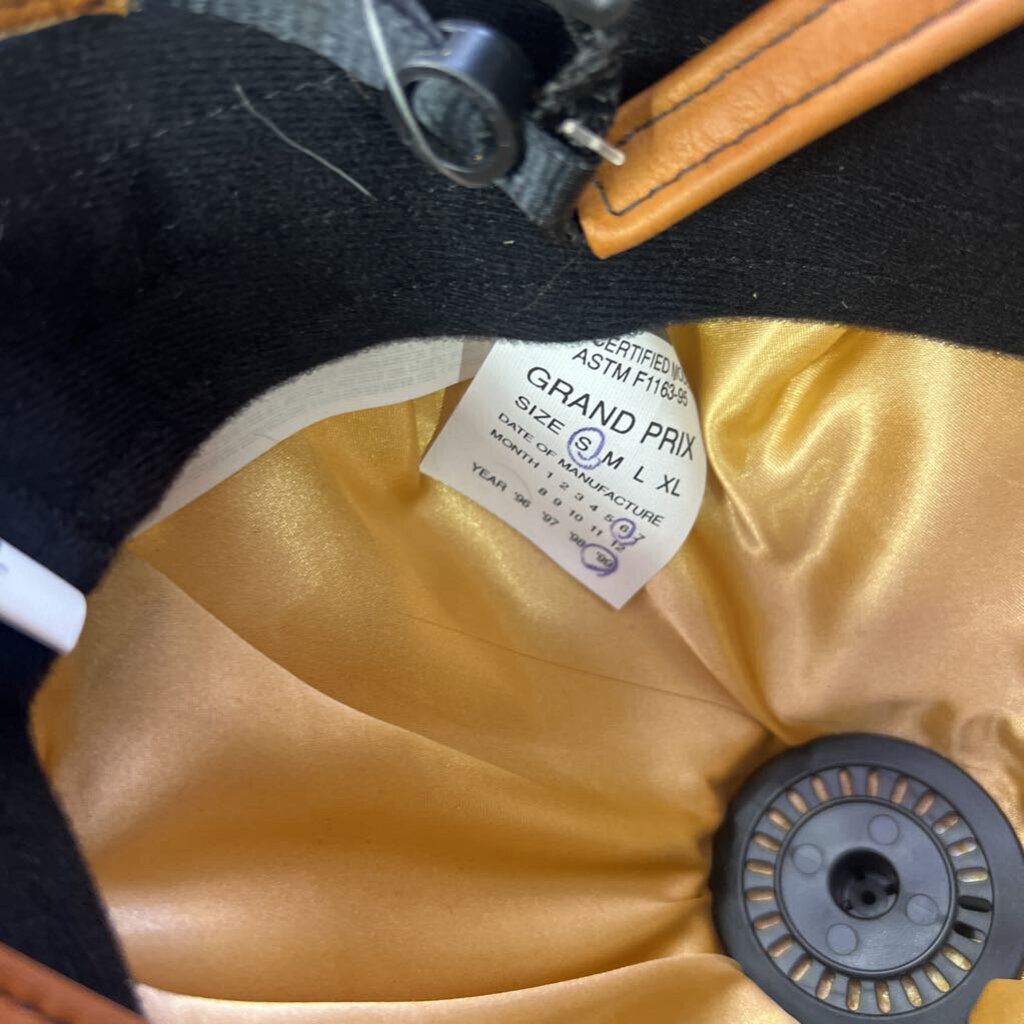 CERTIFIED
ASTM F1163-95
GRAND PRIX
SIZE S M L XL
DATE OF MANUFACTURE
MONTH 1 2 3 4 5 6 7
8 9 10 11 12
YEAR '96 '97 '98 '99